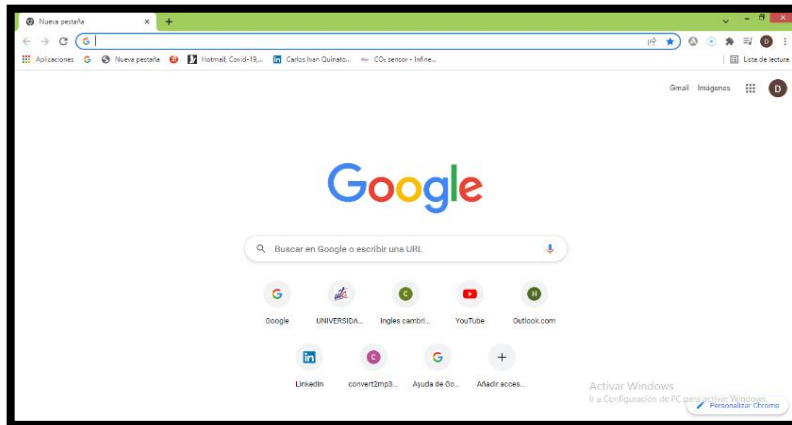 Nueva pestaña
Aplicaciones G Nueva pestaña Hotmail, Covid-19,... Carlos Ivan Quinato... CO₂ sensor - Infine... Lista de lectura
Gmail Imágenes D
Google
Buscar en Google o escribir una URL
Google UNIVERSIDA... Ingles cambri... YouTube Outlook.com
LinkedIn convert2mp3... Ayuda de Go... Añadir acces...
Activar Windows
Ir a Configuración de PC para activar Windows.
Personalizar Chrome